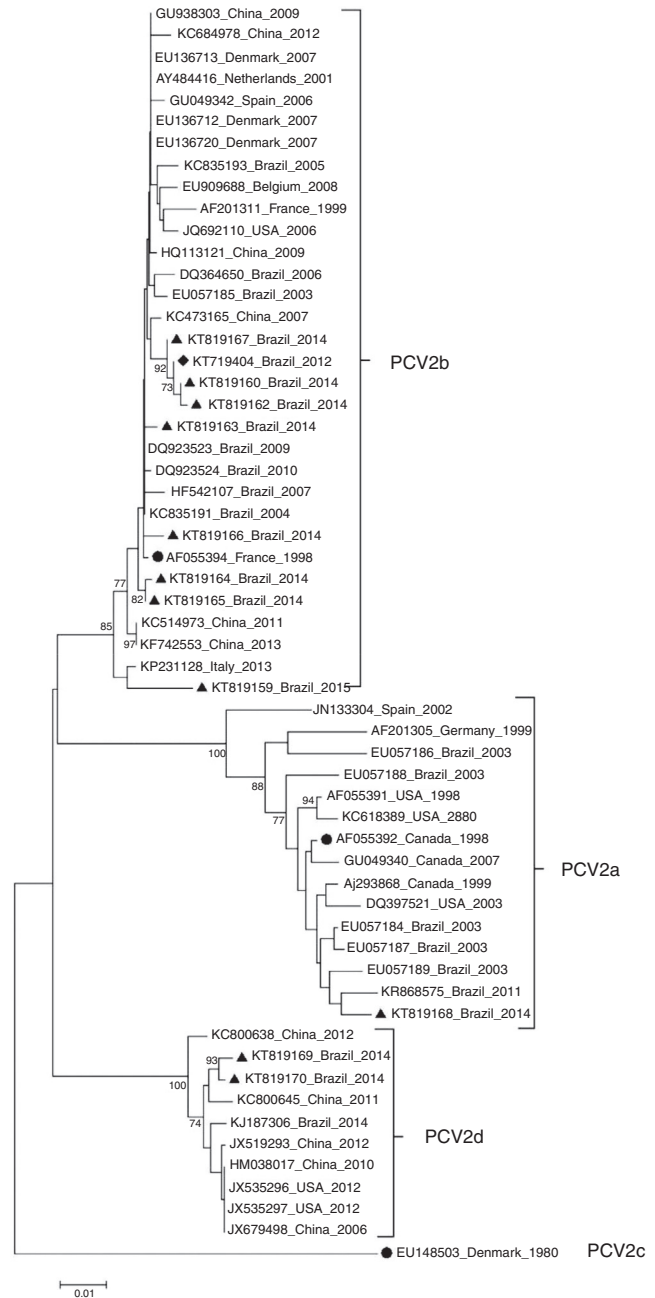 GU938303_China_2009
KC684978_China_2012
EU136713_Denmark_2007
AY484416_Netherlands_2001
GU049342_Spain_2006
EU136712_Denmark_2007
EU136720_Denmark_2007
KC835193_Brazil_2005
EU909688_Belgium_2008
AF201311_France_1999
JQ692110_USA_2006
HQ113121_China_2009
DQ364650_Brazil_2006
EU057185_Brazil_2003
KC473165_China_2007
KT819167_Brazil_2014
92
KT719404_Brazil_2012
PCV2b
73
KT819160_Brazil_2014
KT819162_Brazil_2014
KT819163_Brazil_2014
DQ923523_Brazil_2009
DQ923524_Brazil_2010
HF542107_Brazil_2007
KC835191_Brazil_2004
KT819166_Brazil_2014
AF055394_France_1998
77
KT819164_Brazil_2014
82
KT819165_Brazil_2014
85
KC514973_China_2011
97
KF742553_China_2013
KP231128_Italy_2013
KT819159_Brazil_2015
JN133304_Spain_2002
AF201305_Germany_1999
100
EU057186_Brazil_2003
88
EU057188_Brazil_2003
94
AF055391_USA_1998
77
KC618389_USA_2880
AF055392_Canada_1998
GU049340_Canada_2007
PCV2a
Aj293868_Canada_1999
DQ397521_USA_2003
EU057184_Brazil_2003
EU057187_Brazil_2003
EU057189_Brazil_2003
KR868575_Brazil_2011
KT819168_Brazil_2014
KC800638_China_2012
93
KT819169_Brazil_2014
100
KT819170_Brazil_2014
KC800645_China_2011
74
KJ187306_Brazil_2014
PCV2d
JX519293_China_2012
HM038017_China_2010
JX535296_USA_2012
JX535297_USA_2012
JX679498_China_2006
EU148503_Denmark_1980
PCV2c
0.01